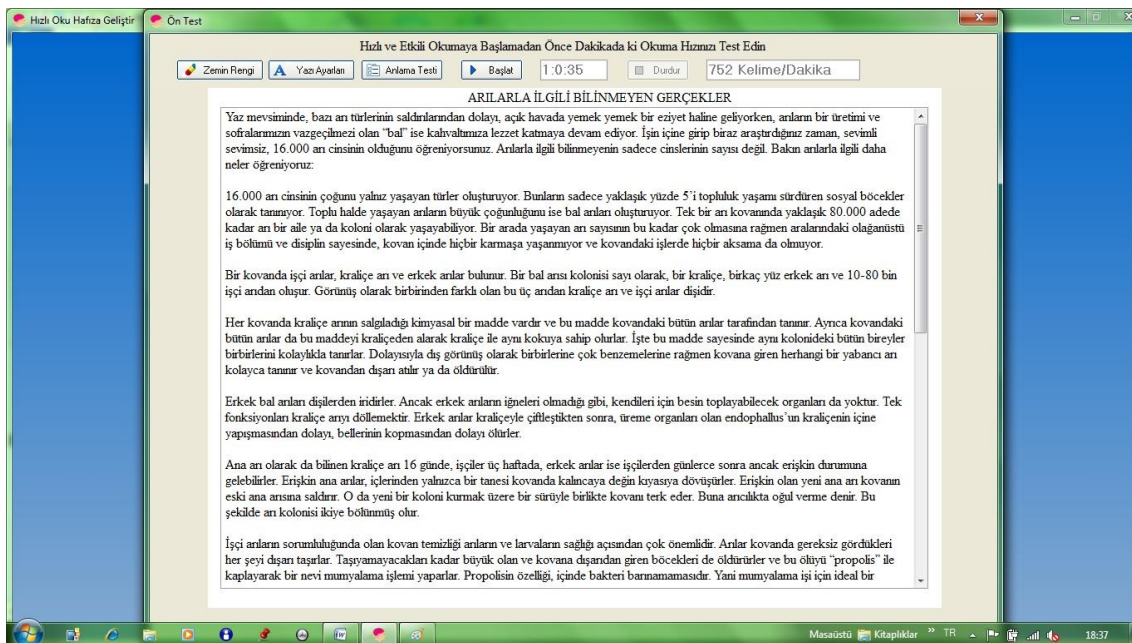 Hızlı Oku Hafıza Geliştir
Ön Test
Hızlı ve Etkili Okumaya Başlamadan Önce Dakikada ki Okuma Hızınızı Test Edin
Zemin Rengi
A Yazı Ayarları
Anlama Testi
Başlat
1:0:35
Durdur
752 Kelime/Dakika
ARILARLA İLGİLİ BİLİNMEYEN GERÇEKLER
Yaz mevsiminde, bazı arı türlerinin saldırılarından dolayı, açık havada yemek yemek bir eziyet haline geliyorken, arıların bir üretimi ve
sofralarımızın vazgeçilmezi olan “bal” ise kahvaltımıza lezzet katmaya devam ediyor. İşin içine girip biraz araştırdığınız zaman, sevimli
sevimsiz, 16.000 arı cinsinin olduğunu öğreniyorsunuz. Arılarla ilgili bilinmeyenin sadece cinslerinin sayısı değil. Bakın arılarla ilgili daha
neler öğreniyoruz:
16.000 arı cinsinin çoğunu yalnız yaşayan türler oluşturuyor. Bunların sadece yaklaşık yüzde 5’i topluluk yaşamı sürdüren sosyal böcekler
olarak tanınıyor. Toplu halde yaşayan arıların büyük çoğunluğunu ise bal arıları oluşturuyor. Tek bir arı kovanında yaklaşık 80.000 adede
kadar arı bir aile ya da koloni olarak yaşayabiliyor. Bir arada yaşayan arı sayısının bu kadar çok olmasına rağmen aralarındaki olağanüstü
iş bölümü ve disiplin sayesinde, kovan içinde hiçbir karmaşa yaşanmıyor ve kovandaki işlerde hiçbir aksama da olmuyor.
Bir kovanda işçi arılar, kraliçe arı ve erkek arılar bulunur. Bir bal arısı kolonisi sayı olarak, bir kraliçe, birkaç yüz erkek arı ve 10-80 bin
işçi arıdan oluşur. Görünüş olarak birbirinden farklı olan bu üç arıdan kraliçe arı ve işçi arılar dişidir.
Her kovanda kraliçe arının salgıladığı kimyasal bir madde vardır ve bu madde kovandaki bütün arılar tarafından tanınır. Ayrıca kovandaki
bütün arılar da bu maddeyi kraliçeden alarak kraliçe ile aynı kokuya sahip olurlar. İşte bu madde sayesinde aynı kolonideki bütün bireyler
birbirlerini kolaylıkla tanırlar. Dolayısıyla dış görünüş olarak birbirlerine çok benzemelerine rağmen kovana giren herhangi bir yabancı arı
kolayca tanınır ve kovandan dışarı atılır ya da öldürülür.
Erkek bal arıları dişilerden iridirler. Ancak erkek arıların iğneleri olmadığı gibi, kendileri için besin toplayabilecek organları da yoktur. Tek
fonksiyonları kraliçe arıyı döllemektir. Erkek arılar kraliçeyle çiftleştikten sonra, üreme organları olan endophallus’un kraliçenin içine
yapışmasından dolayı, bellerinin kopmasından dolayı ölürler.
Ana arı olarak da bilinen kraliçe arı 16 günde, işçiler üç haftada, erkek arılar ise işçilerden günlerce sonra ancak erişkin durumuna
gelebilirler. Erişkin ana arılar, içlerinden yalnızca bir tanesi kovanda kalıncaya değin kıyasıya dövüşürler. Erişkin olan yeni ana arı kovanın
eski ana arısına saldırır. O da yeni bir koloni kurmak üzere bir sürüyle birlikte kovanı terk eder. Buna arıcılıkta oğul verme denir. Bu
şekilde arı kolonisi ikiye bölünmüş olur.
İşçi arıların sorumluluğunda olan kovan temizliği arıların ve larvaların sağlığı açısından çok önemlidir. Arılar kovanda gereksiz gördükleri
her şeyi dışarı taşırlar. Taşıyamayacakları kadar büyük olan ve kovana dışarıdan giren böcekleri de öldürürler ve bu ölüyü “propolis” ile
kaplayarak bir nevi mumyalama işlemi yaparlar. Propolisin özelliği, içinde bakteri barınamamasıdır. Yani mumyalama işi için ideal bir
Masaüstü
Kitaplıklar
»
TR
18:37